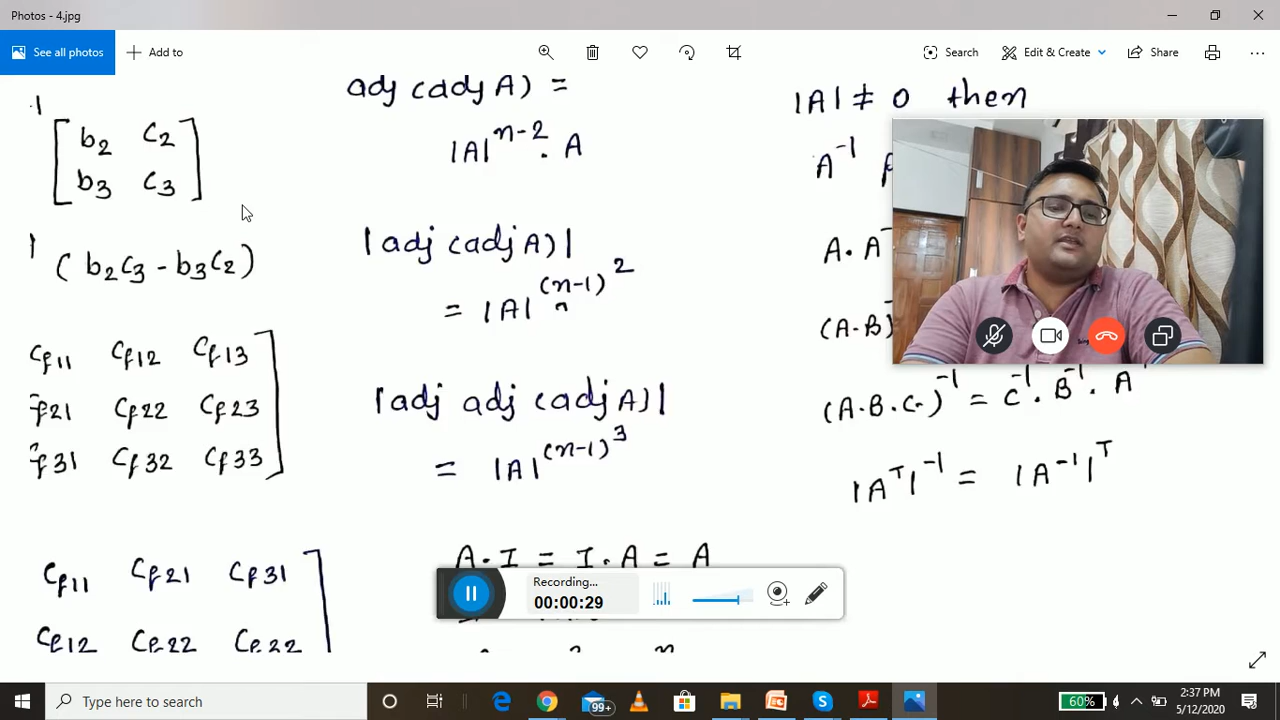 Photos - 4.jpg
See all photos
Add to
Search
Edit & Create
Share
b2 c2
b3 c3
( b2c3 - b3c2 )
cf11 cf12 cf13
f21 cf22 cf23
f31 cf32 cf33
cf11 cf21 cf31
cf12 cf22
adj (adj A) =
|A|^n-2 . A
|adj (adj A)|
= |A|^(n-1)^2
|adj adj (adj A)|
= |A|^(n-1)^3
A . I = I . A = A
|A| ≠ 0 then
A^-1
A . A
(A . B)
(A . B . C)^-1 = C^-1 . B^-1 . A
|A^T|^-1 = |A^-1|^T
Recording...
00:00:29
Type here to search
99+
60%
2:37 PM
5/12/2020